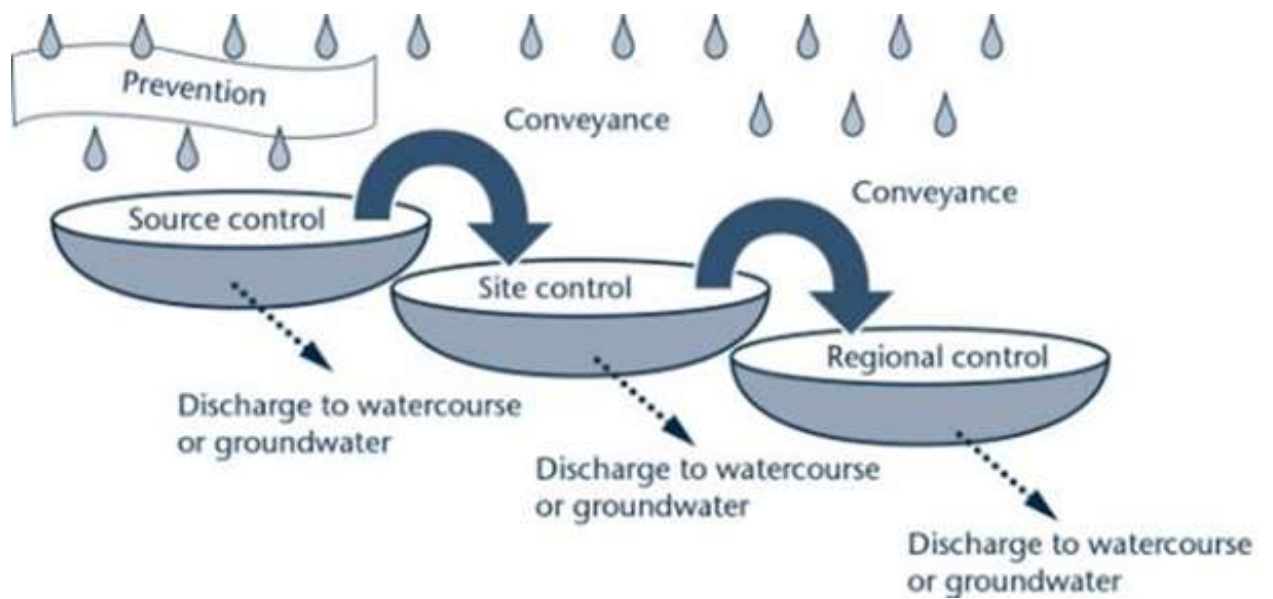 Prevention
Conveyance
Conveyance
Source control
Site control
Regional control
Discharge to watercourse
or groundwater
Discharge to watercourse
or groundwater
Discharge to watercourse
or groundwater